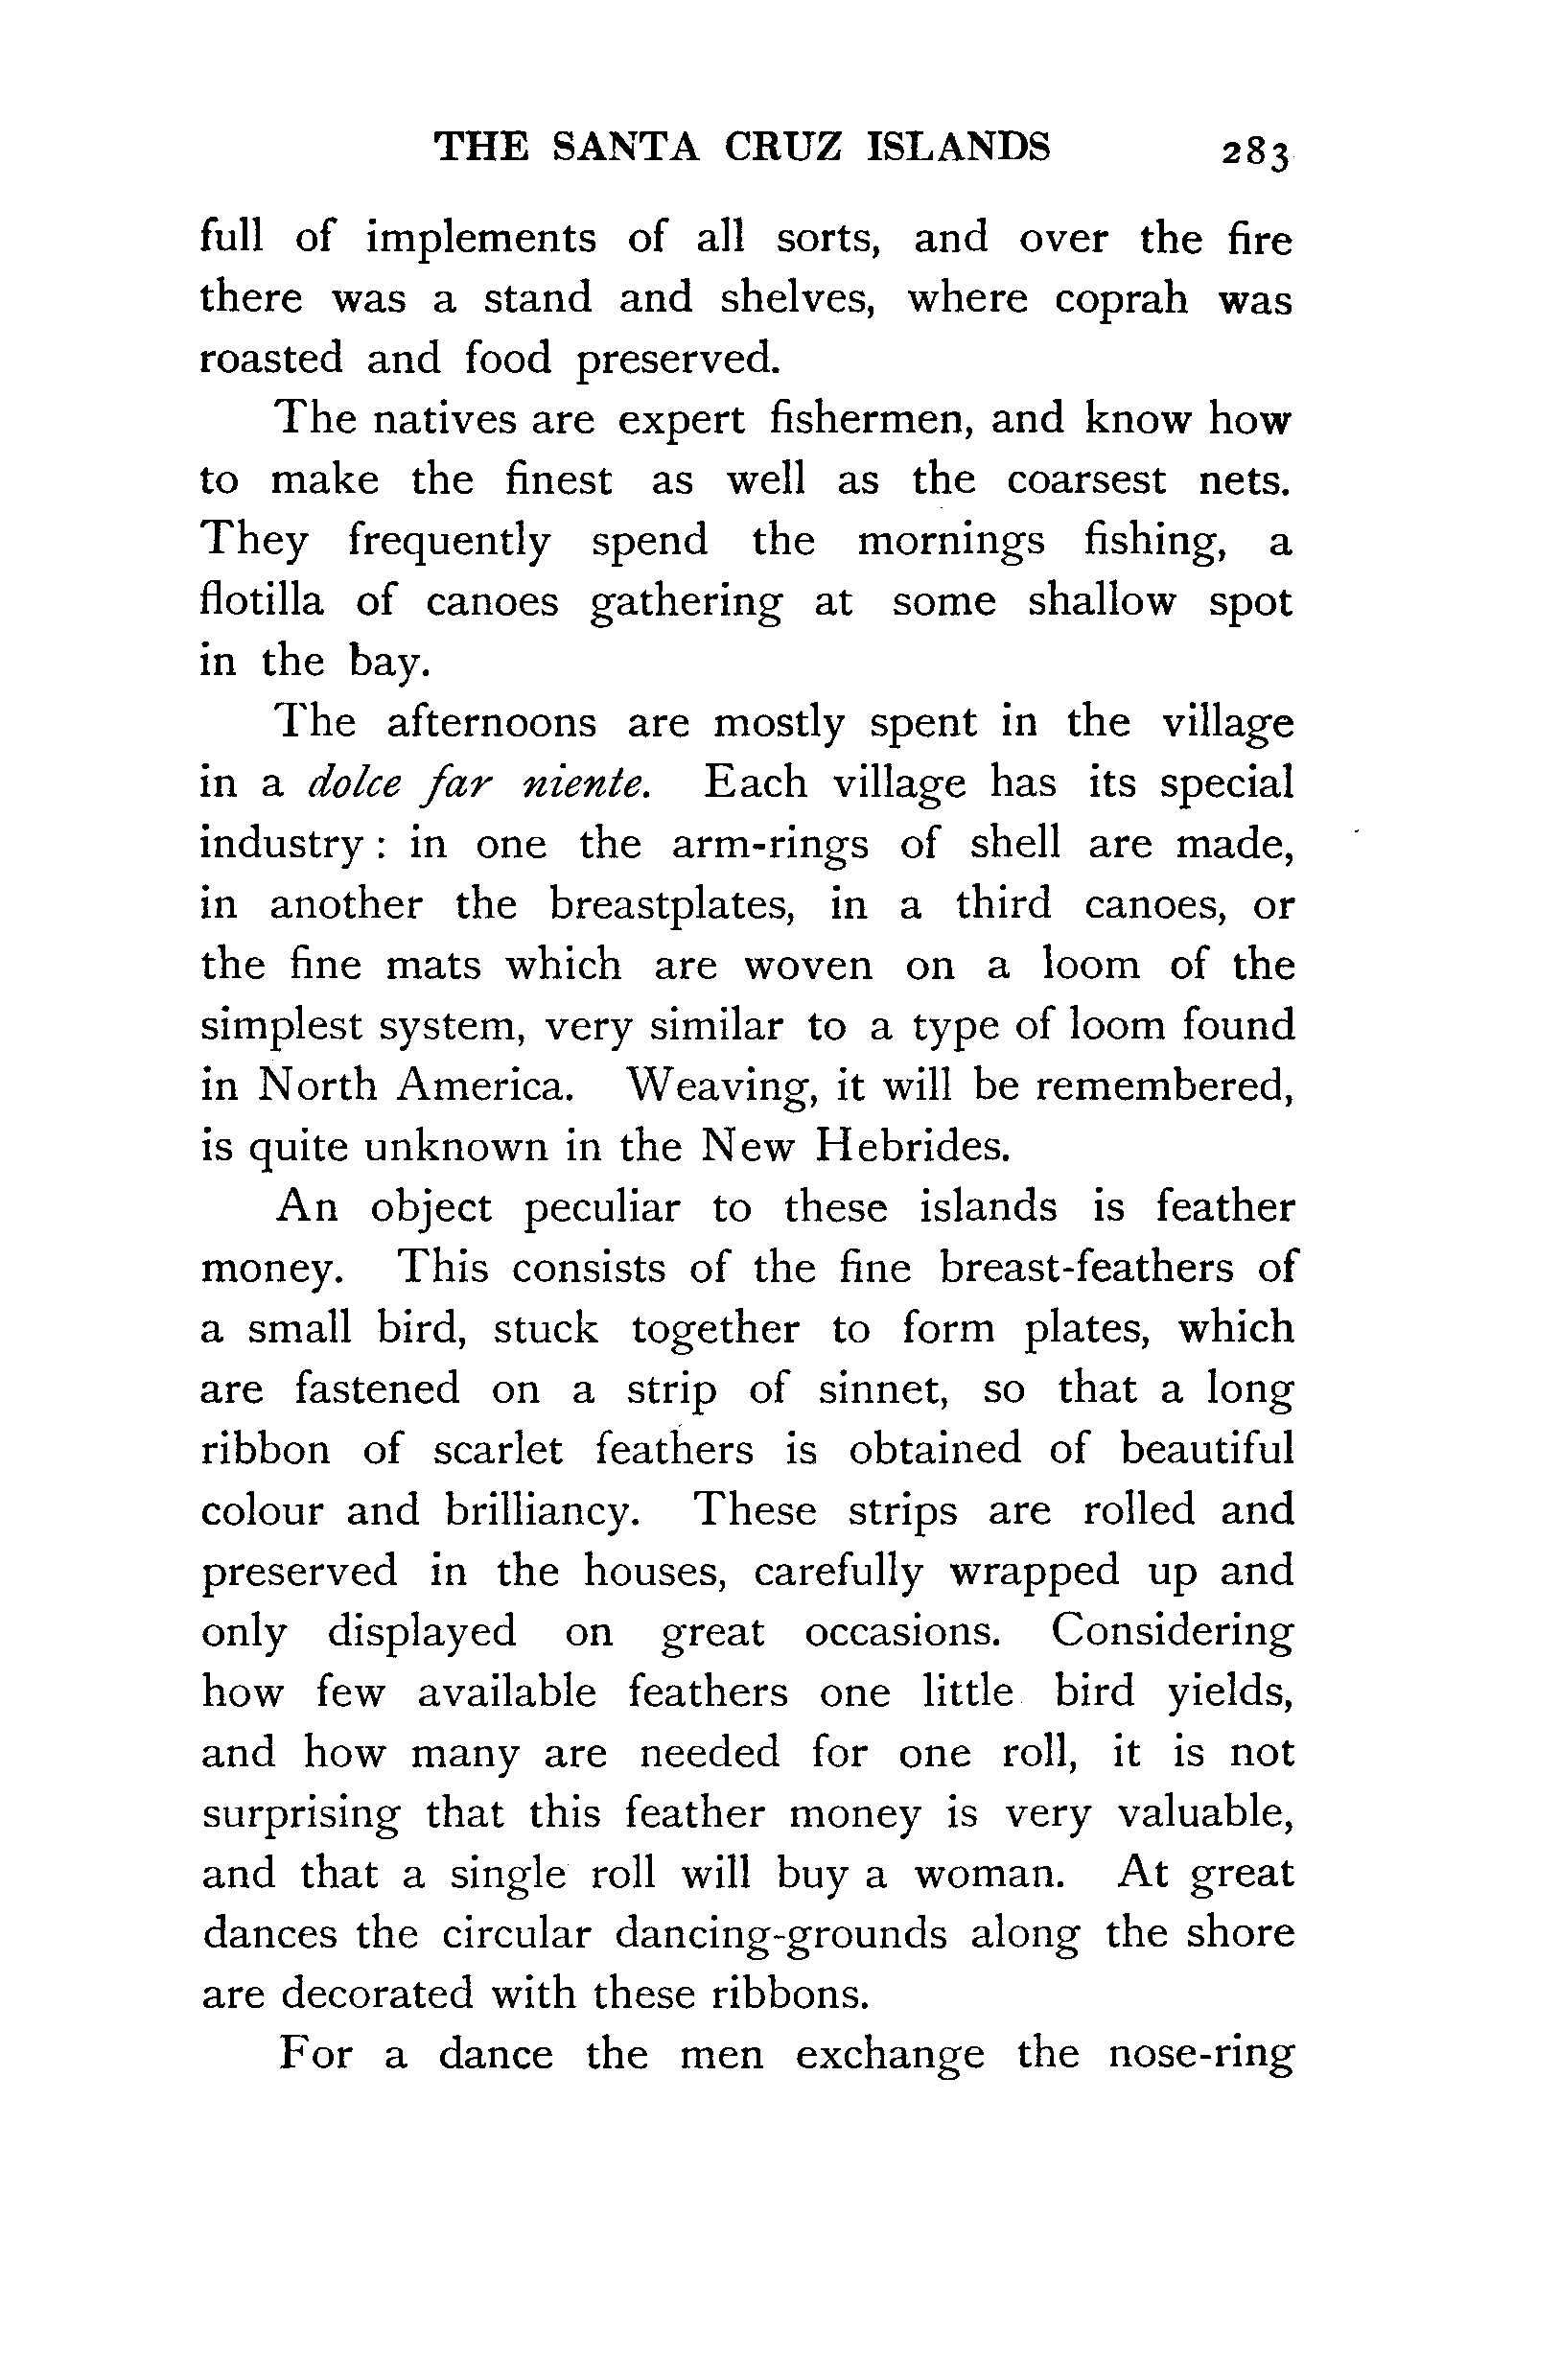 THE SANTA CRUZ ISLANDS 283
full of implements of all sorts, and over the fire
there was a stand and shelves, where coprah was
roasted and food preserved.
The natives are expert fishermen, and know how
to make the finest as well as the coarsest nets.
They frequently spend the mornings fishing, a
flotilla of canoes gathering at some shallow spot
in the bay.
The afternoons are mostly spent in the village
in a dolce far niente. Each village has its special
industry : in one the arm-rings of shell are made,
in another the breastplates, in a third canoes, or
the fine mats which are woven on a loom of the
simplest system, very similar to a type of loom found
in North America. Weaving, it will be remembered,
is quite unknown in the New Hebrides.
An object peculiar to these islands is feather
money. This consists of the fine breast-feathers of
a small bird, stuck together to form plates, which
are fastened on a strip of sinnet, so that a long
ribbon of scarlet feathers is obtained of beautiful
colour and brilliancy. These strips are rolled and
preserved in the houses, carefully wrapped up and
only displayed on great occasions. Considering
how few available feathers one little bird yields,
and how many are needed for one roll, it is not
surprising that this feather money is very valuable,
and that a single roll will buy a woman. At great
dances the circular dancing-grounds along the shore
are decorated with these ribbons.
For a dance the men exchange the nose-ring